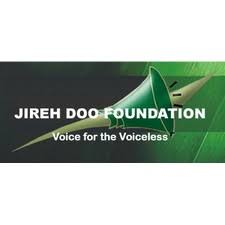 JIREH DOO FOUNDATION
Voice for the Voiceless